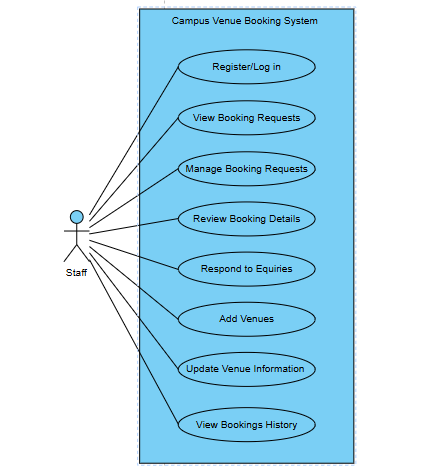 Campus Venue Booking System
Register/Log in
View Booking Requests
Manage Booking Requests
Review Booking Details
Staff
Respond to Equiries
Add Venues
Update Venue Information
View Bookings History